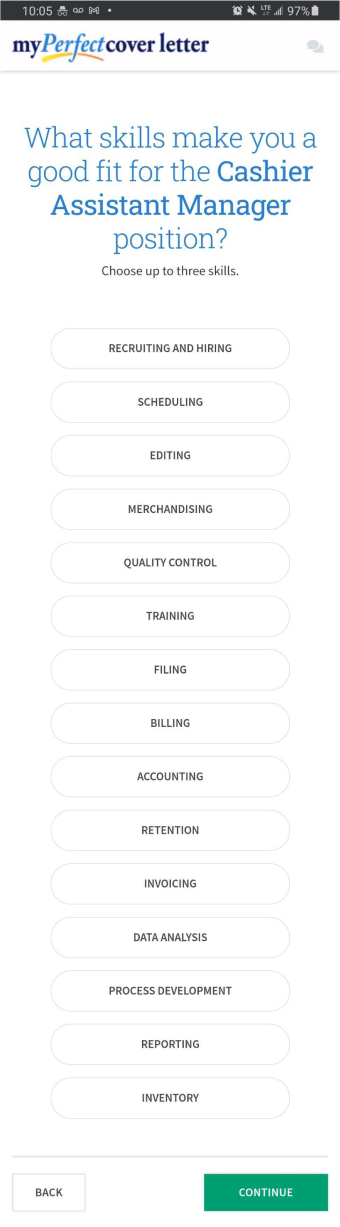 10:05
LTE
97%
myPerfectcover letter
What skills make you a
good fit for the Cashier
Assistant Manager
position?
Choose up to three skills.
RECRUITING AND HIRING
SCHEDULING
EDITING
MERCHANDISING
QUALITY CONTROL
TRAINING
FILING
BILLING
ACCOUNTING
RETENTION
INVOICING
DATA ANALYSIS
PROCESS DEVELOPMENT
REPORTING
INVENTORY
BACK
CONTINUE